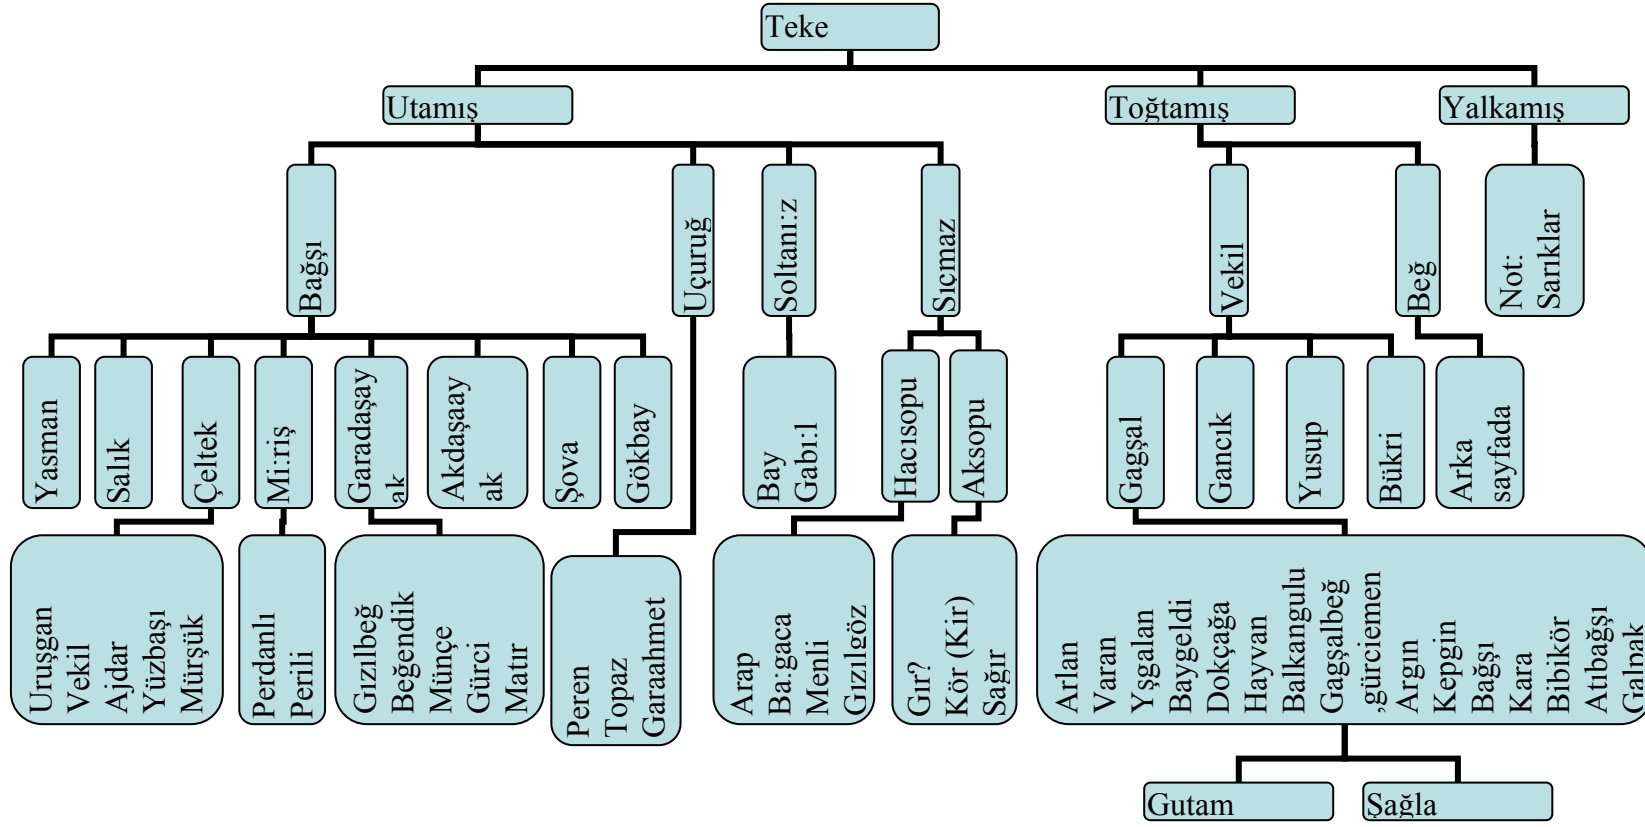 Teke
Utamış
Toğtamış
Yalkamış
Bağşı
Uçuruğ
Soltanı:z
Sıçmaz
Vekil
Beğ
Not:
Sarıklar
Yasman
Salık
Çeltek
Mi:riş
Garadaşay
ak
Akdaşaay
ak
Şova
Gökbay
Bay
Gabı:l
Hacısopu
Aksopu
Gagşal
Gancık
Yusup
Bükri
Arka
sayfada
Uruşgan
Vekil
Ajdar
Yüzbaşı
Mürşük
Perdanlı
Perili
Gızılbeğ
Beğendik
Münçe
Gürci
Matır
Peren
Topaz
Garaahmet
Arap
Ba:gaca
Menli
Gızılgöz
Gır?
Kör (Kir)
Sağır
Arlan
Varan
Yşgalan
Baygeldi
Dokçağa
Hayvan
Balkangulu
Gagşalbeğ
,gürciemen
Argın
Kepgin
Bağşı
Kara
Bibikör
Atıbağşı
Galpak
Gutam
Şağla